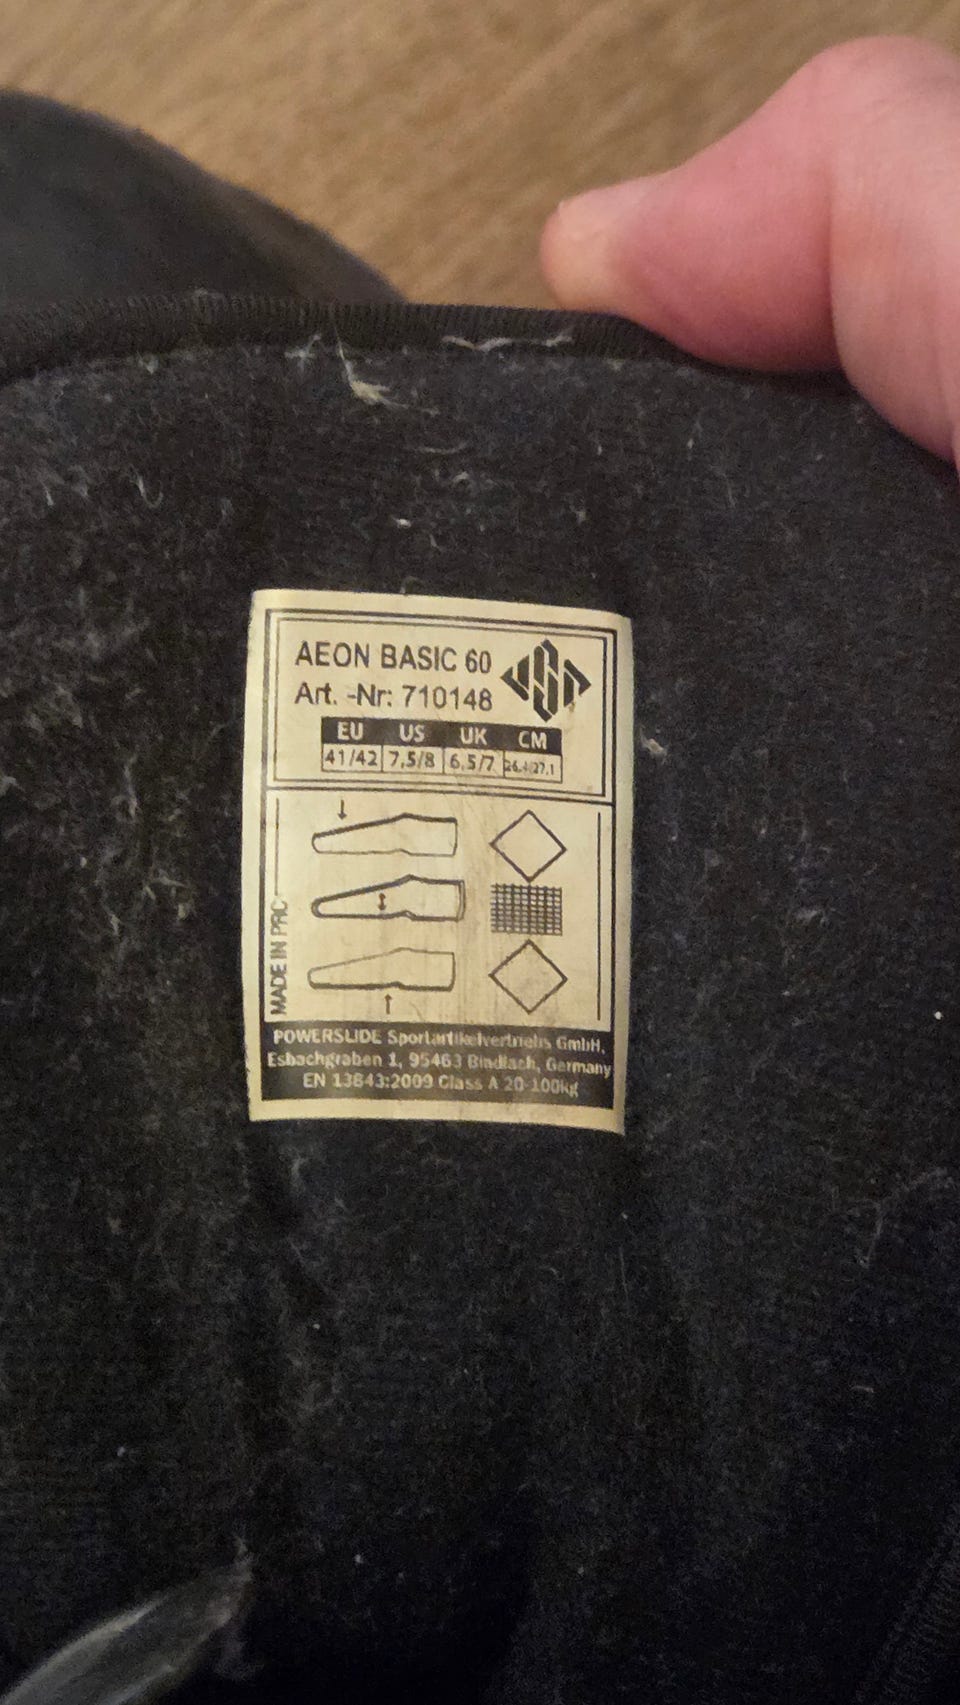 AEON BASIC 60
Art. -Nr: 710148
USD
EU US UK CM
41/42 7,5/8 6,5/7 26.4/27.1
MADE IN PRC
POWERSLIDE Sportartikelvertriebs GmbH,
Esbachgraben 1, 95463 Bindlach, Germany
EN 13843:2009 Class A 20-100kg